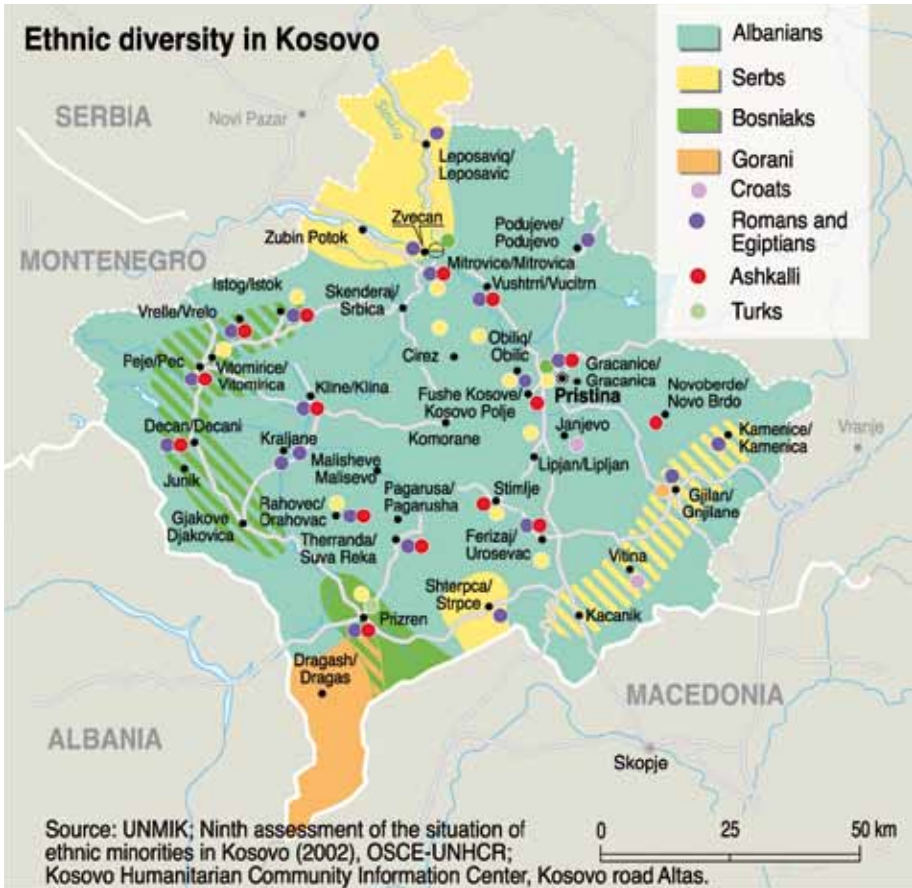 Ethnic diversity in Kosovo
Albanians
Serbs
Bosniaks
Gorani
Croats
Romans and
Egiptians
Ashkalli
Turks
SERBIA
Novi Pazar
MONTENEGRO
ALBANIA
MACEDONIA
Vranje
Skopje
Leposaviq/
Leposavic
Zvecan
Zubin Potok
Podujeve/
Podujevo
Mitrovice/Mitrovica
Istog/Istok
Vushtrri/Vucitrn
Skenderaj/
Srbica
Vrelle/Vrelo
Obiliq/
Obilic
Cirez
Peje/Pec
Vitomirice/
Vitomirica
Gracanice/
Gracanica
Kline/Klina
Fushe Kosove/
Kosovo Polje
Pristina
Novoberde/
Novo Brdo
Decan/Decani
Komorane
Janjevo
Kamenice/
Kamenica
Kraljane
Junik
Malisheve
Malisevo
Lipjan/Lipljan
Pagarusa/
Pagarusha
Stimlje
Gjilan/
Gnjilane
Rahovec/
Orahovac
Gjakove
Djakovica
Therranda/
Suva Reka
Ferizaj/
Urosevac
Vitina
Shterpca/
Strpce
Prizren
Kacanik
Dragash/
Dragas
Source: UNMIK; Ninth assessment of the situation of
ethnic minorities in Kosovo (2002), OSCE-UNHCR;
Kosovo Humanitarian Community Information Center, Kosovo road Altas.
0 25 50 km